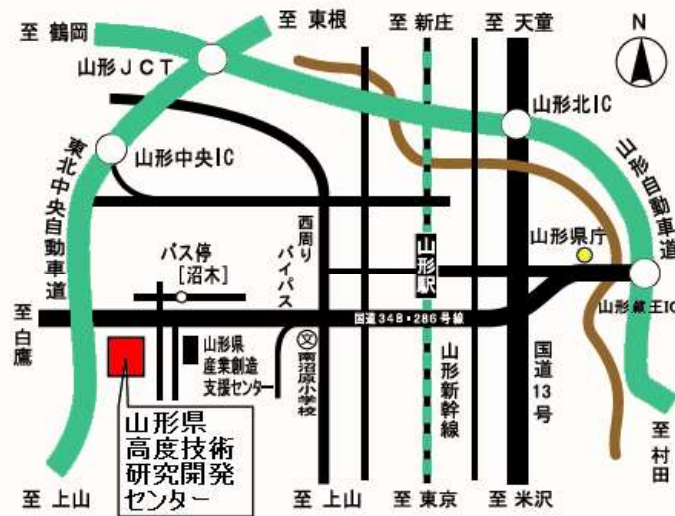 至 鶴岡
至 東根
至 新庄
至 天童
N
山形JCT
山形北IC
山形中央IC
東北中央自動車道
山形自動車道
西周り
バイパス
山形駅
山形県庁
バス停
[沼木]
至 白鷹
国道348・286号線
山形蔵王IC
山形県
産業創造
支援センター
文
南沼原小学校
山形新幹線
国道13号
山形県
高度技術
研究開発
センター
至 村田
至 上山
至 上山
至 東京
至 米沢